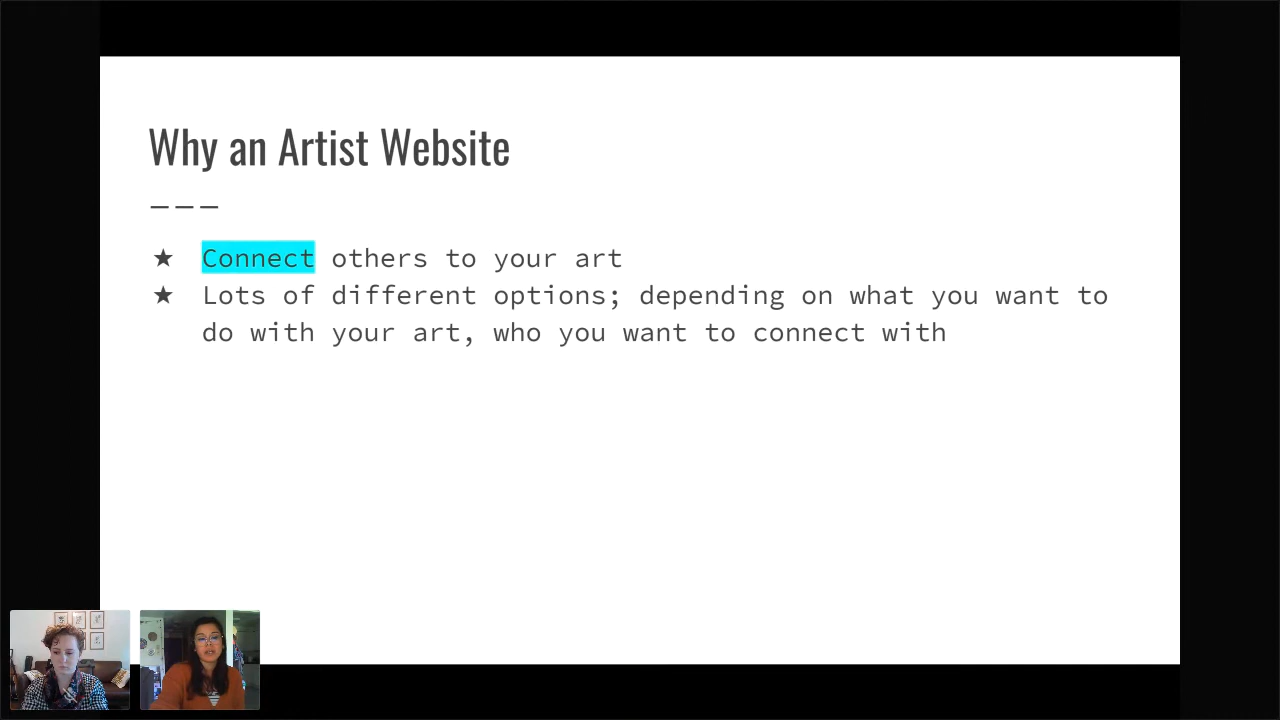 Why an Artist Website
———
★ Connect others to your art
★ Lots of different options; depending on what you want to
do with your art, who you want to connect with